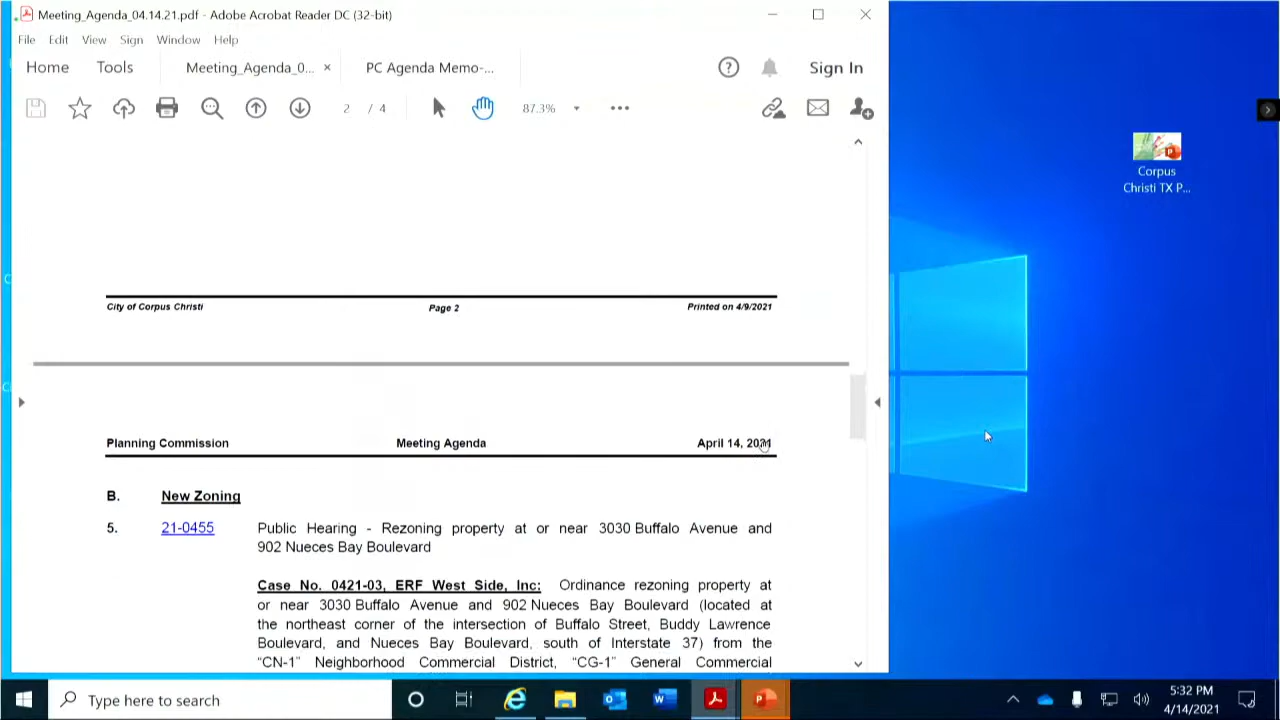 Meeting_Agenda_04.14.21.pdf - Adobe Acrobat Reader DC (32-bit)
File Edit View Sign Window Help
Home Tools Meeting_Agenda_0... × PC Agenda Memo-... Sign In
2 / 4 87.3%
Corpus
Christi TX P...
City of Corpus Christi Page 2 Printed on 4/9/2021
Planning Commission Meeting Agenda April 14, 2021
B. New Zoning
5. 21-0455 Public Hearing - Rezoning property at or near 3030 Buffalo Avenue and
902 Nueces Bay Boulevard
Case No. 0421-03, ERF West Side, Inc: Ordinance rezoning property at
or near 3030 Buffalo Avenue and 902 Nueces Bay Boulevard (located at
the northeast corner of the intersection of Buffalo Street, Buddy Lawrence
Boulevard, and Nueces Bay Boulevard, south of Interstate 37) from the
“CN-1” Neighborhood Commercial District, “CG-1” General Commercial
Type here to search
5:32 PM
4/14/2021